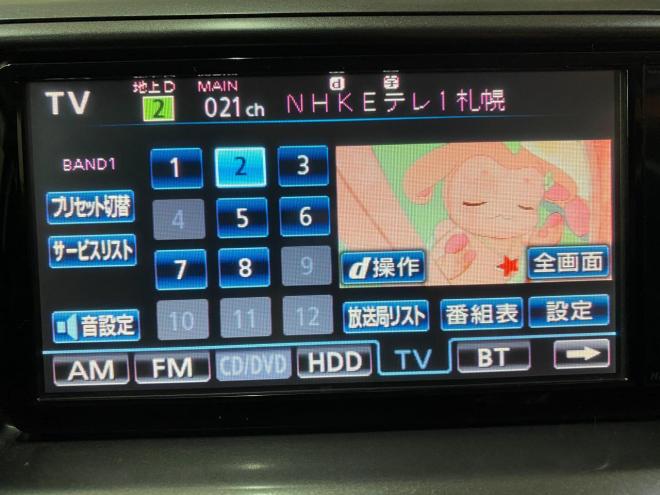 TV 地上D 2 MAIN 021ch d 字 NHKEテレ1札幌
BAND1 1 2 3
プリセット切替 4 5 6
サービスリスト 7 8 9
d操作 全画面
音設定 10 11 12 放送局リスト 番組表 設定
AM FM CD/DVD HDD TV BT